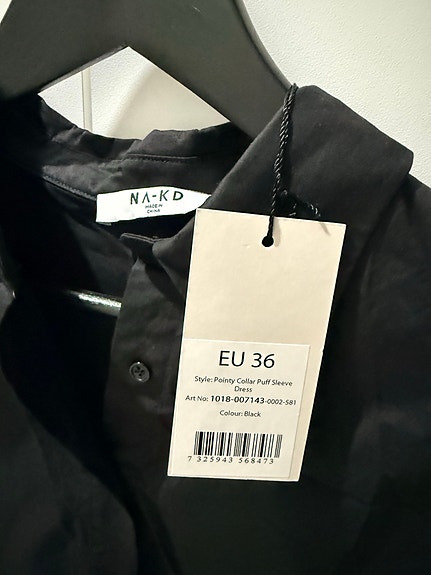 NA-KD
MADE IN
CHINA
EU 36
Style: Pointy Collar Puff Sleeve
Dress
Art No: 1018-007143-0002-581
Colour: Black
7 325943 568473